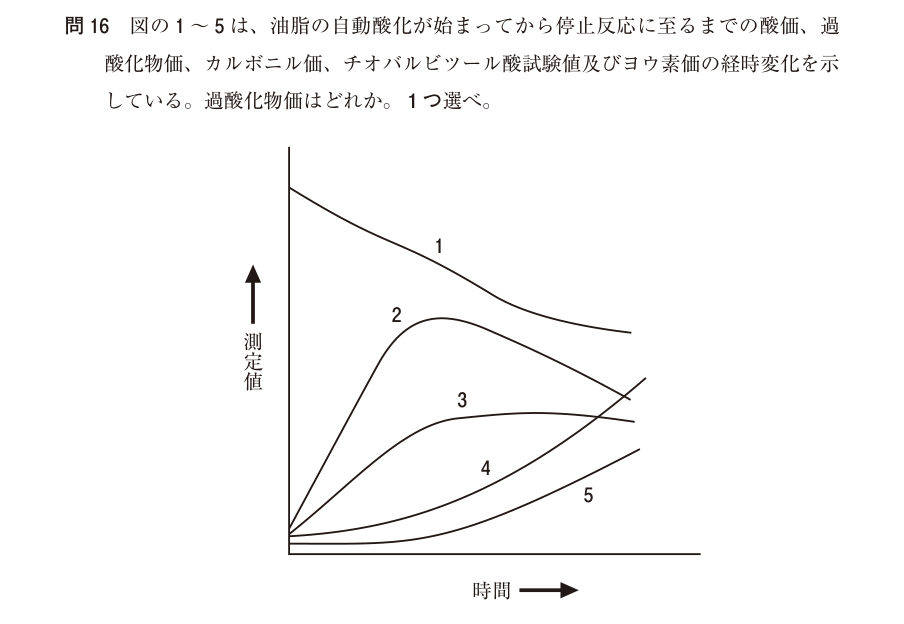 問16　図の1～5は、油脂の自動酸化が始まってから停止反応に至るまでの酸価、過
酸化物価、カルボニル価、チオバルビツール酸試験値及びヨウ素価の経時変化を示
している。過酸化物価はどれか。1つ選べ。
1
2
3
4
5
測定値
時間